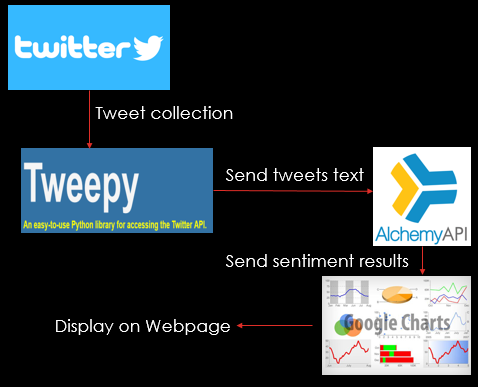 twitter
Tweet collection
Tweepy
An easy-to-use Python library for accessing the Twitter API.
Send tweets text
AlchemyAPI
Send sentiment results
Google Charts
Display on Webpage